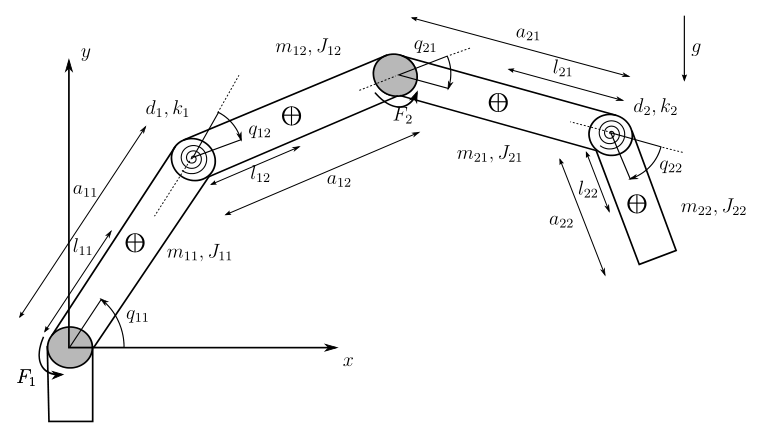 y
m₁₂, J₁₂
q₂₁
a₂₁
g
l₂₁
d₁, k₁
q₁₂
F₂
d₂, k₂
a₁₁
l₁₂
a₁₂
m₂₁, J₂₁
q₂₂
l₂₂
l₁₁
m₁₁, J₁₁
a₂₂
m₂₂, J₂₂
q₁₁
x
F₁